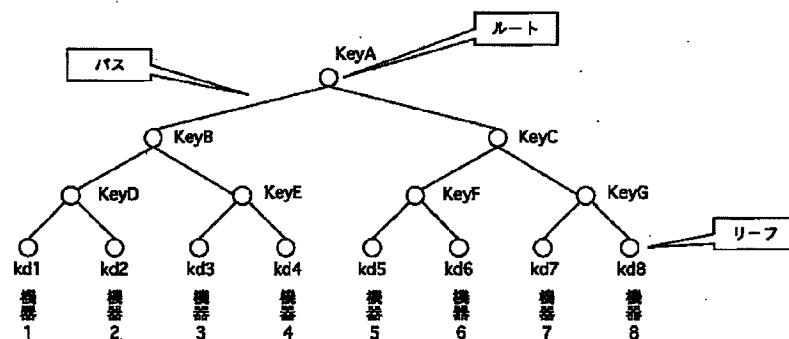 ルート
KeyA
パス
KeyB
KeyC
KeyD
KeyE
KeyF
KeyG
リーフ
kd1 kd2 kd3 kd4 kd5 kd6 kd7 kd8
機器1 機器2 機器3 機器4 機器5 機器6 機器7 機器8